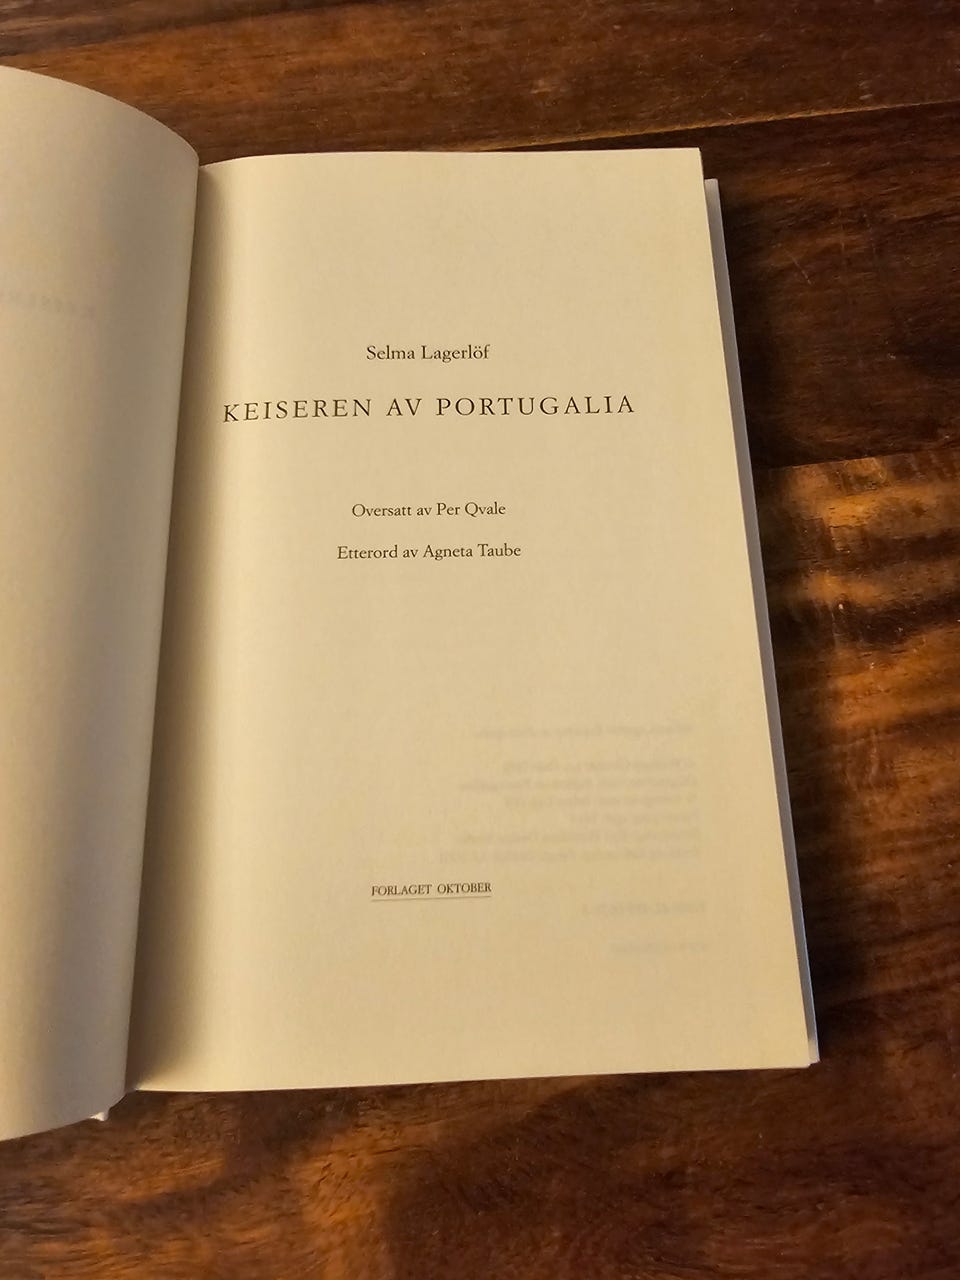 Selma Lagerlöf
KEISEREN AV PORTUGALIA
Oversatt av Per Qvale
Etterord av Agneta Taube
FORLAGET OKTOBER